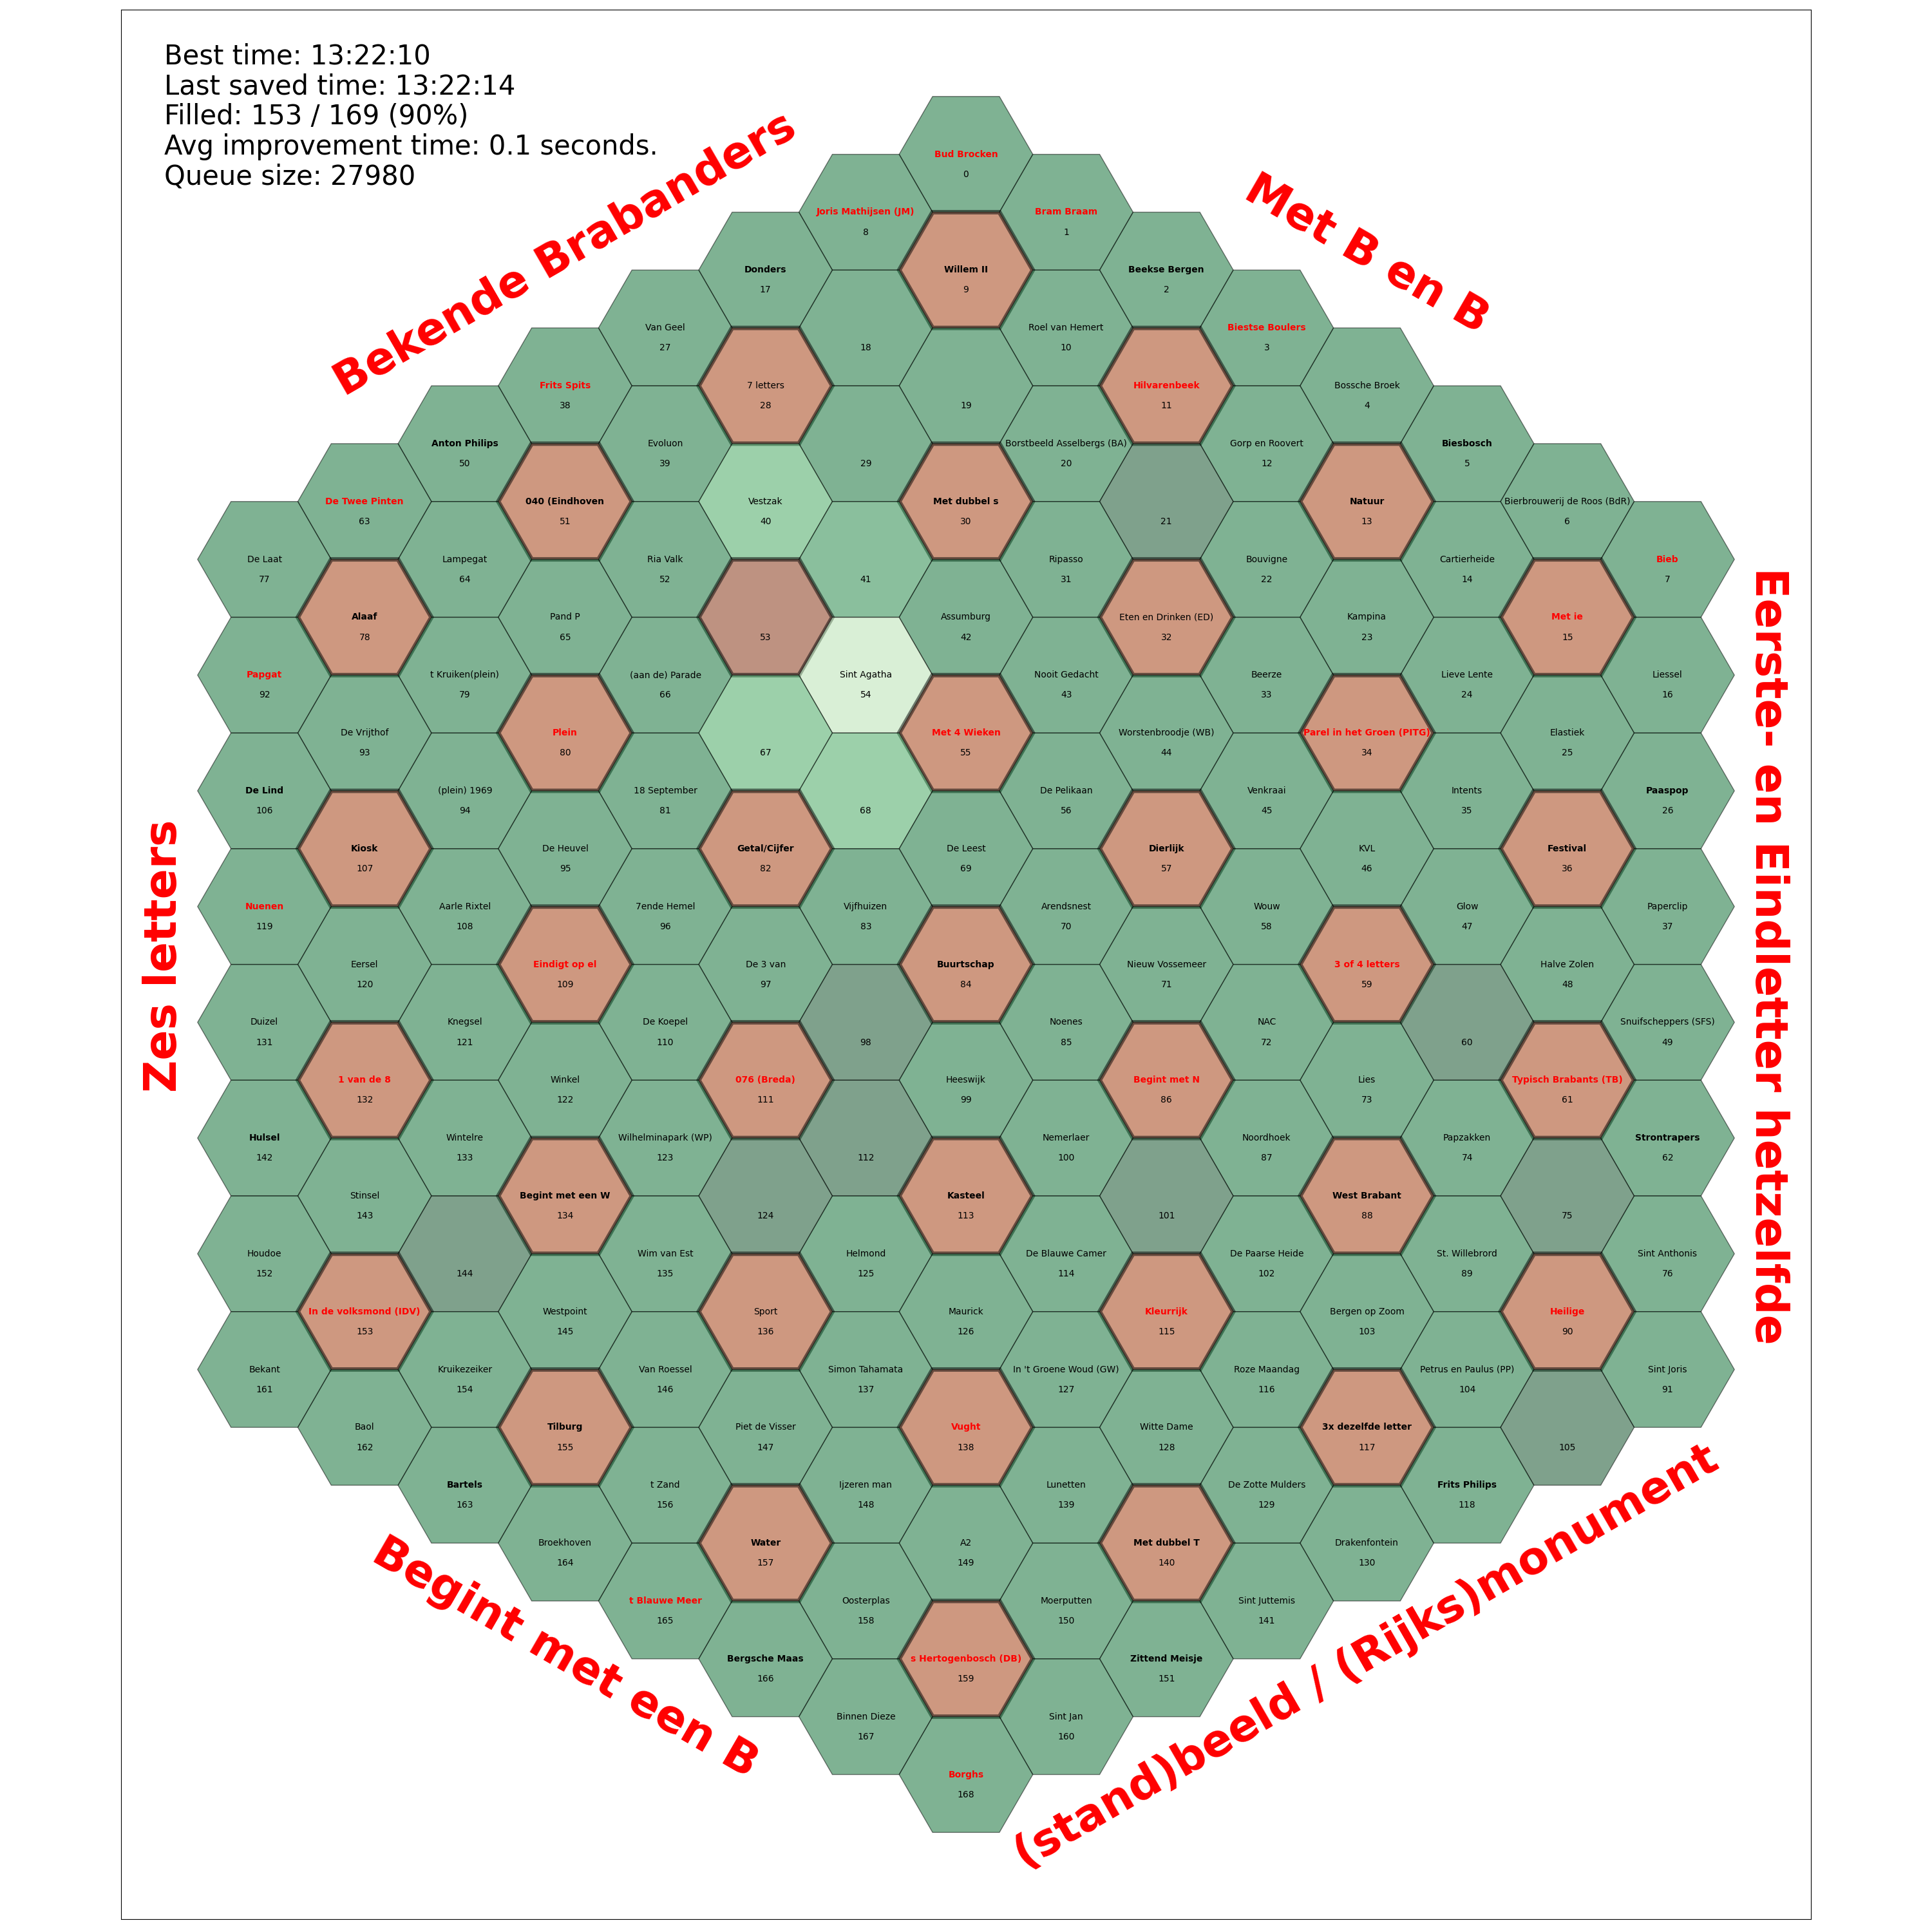 Best time: 13:22:10
Last saved time: 13:22:14
Filled: 153 / 169 (90%)
Avg improvement time: 0.1 seconds.
Queue size: 27980
Bekende Brabanders
Met B en B
Eerste- en Eindletter hetzelfde
(stand)beeld / (Rijks)monument
Begint met een B
Zes letters
Bud Brocken
0
Bram Braam
1
Beekse Bergen
2
Biestse Boulers
3
Bossche Broek
4
Biesbosch
5
Bierbrouwerij de Roos (BdR)
6
Bieb
7
Joris Mathijsen (JM)
8
Willem II
9
Roel van Hemert
10
Hilvarenbeek
11
Gorp en Roovert
12
Natuur
13
Cartierheide
14
Met ie
15
Liessel
16
Donders
17
18
19
Borstbeeld Asselbergs (BA)
20
21
Bouvigne
22
Kampina
23
Lieve Lente
24
Elastiek
25
Paaspop
26
Van Geel
27
7 letters
28
29
Met dubbel s
30
Ripasso
31
Eten en Drinken (ED)
32
Beerze
33
Parel in het Groen (PITG)
34
Intents
35
Festival
36
Paperclip
37
Frits Spits
38
Evoluon
39
Vestzak
40
41
Assumburg
42
Nooit Gedacht
43
Worstenbroodje (WB)
44
Venkraai
45
KVL
46
Glow
47
Halve Zolen
48
Snuifscheppers (SFS)
49
Anton Philips
50
040 (Eindhoven
51
Ria Valk
52
53
Sint Agatha
54
Met 4 Wieken
55
De Pelikaan
56
Dierlijk
57
Wouw
58
3 of 4 letters
59
60
Typisch Brabants (TB)
61
Strontrapers
62
De Twee Pinten
63
Lampegat
64
Pand P
65
(aan de) Parade
66
67
68
De Leest
69
Arendsnest
70
Nieuw Vossemeer
71
NAC
72
Lies
73
Papzakken
74
75
Sint Anthonis
76
De Laat
77
Alaaf
78
t Kruiken(plein)
79
Plein
80
18 September
81
Getal/Cijfer
82
Vijfhuizen
83
Buurtschap
84
Noenes
85
Begint met N
86
Noordhoek
87
West Brabant
88
St. Willebrord
89
Heilige
90
Sint Joris
91
Papgat
92
De Vrijthof
93
(plein) 1969
94
De Heuvel
95
7ende Hemel
96
De 3 van
97
98
Heeswijk
99
Nemerlaer
100
101
De Paarse Heide
102
Bergen op Zoom
103
Petrus en Paulus (PP)
104
105
De Lind
106
Kiosk
107
Aarle Rixtel
108
Eindigt op el
109
De Koepel
110
076 (Breda)
111
112
Kasteel
113
De Blauwe Camer
114
Kleurrijk
115
Roze Maandag
116
3x dezelfde letter
117
Frits Philips
118
Nuenen
119
Eersel
120
Knegsel
121
Winkel
122
Wilhelminapark (WP)
123
124
Helmond
125
Maurick
126
In 't Groene Woud (GW)
127
Witte Dame
128
De Zotte Mulders
129
Drakenfontein
130
Duizel
131
1 van de 8
132
Wintelre
133
Begint met een W
134
Wim van Est
135
Sport
136
Simon Tahamata
137
Vught
138
Lunetten
139
Met dubbel T
140
Sint Juttemis
141
Hulsel
142
Stinsel
143
144
Westpoint
145
Van Roessel
146
Piet de Visser
147
Ijzeren man
148
A2
149
Moerputten
150
Zittend Meisje
151
Houdoe
152
In de volksmond (IDV)
153
Kruikezeiker
154
Tilburg
155
t Zand
156
Water
157
Oosterplas
158
s Hertogenbosch (DB)
159
Sint Jan
160
Bekant
161
Baol
162
Bartels
163
Broekhoven
164
t Blauwe Meer
165
Bergsche Maas
166
Binnen Dieze
167
Borghs
168